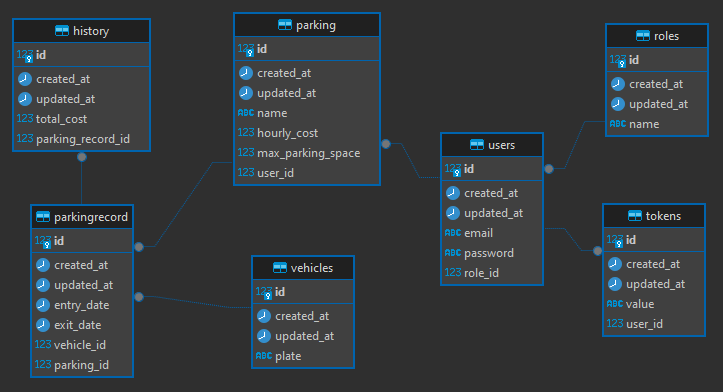 history
123 id
created_at
updated_at
123 total_cost
123 parking_record_id
parking
123 id
created_at
updated_at
ABC name
123 hourly_cost
123 max_parking_space
123 user_id
roles
123 id
created_at
updated_at
ABC name
users
123 id
created_at
updated_at
ABC email
ABC password
123 role_id
parkingrecord
123 id
created_at
updated_at
entry_date
exit_date
123 vehicle_id
123 parking_id
vehicles
123 id
created_at
updated_at
ABC plate
tokens
123 id
created_at
updated_at
ABC value
123 user_id